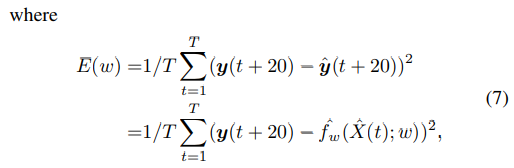 where
Ē(w) =1/T ∑_{t=1}^{T} (y(t + 20) − ŷ(t + 20))²
(7)
=1/T ∑_{t=1}^{T} (y(t + 20) − f̂_w(X̂(t); w))²,